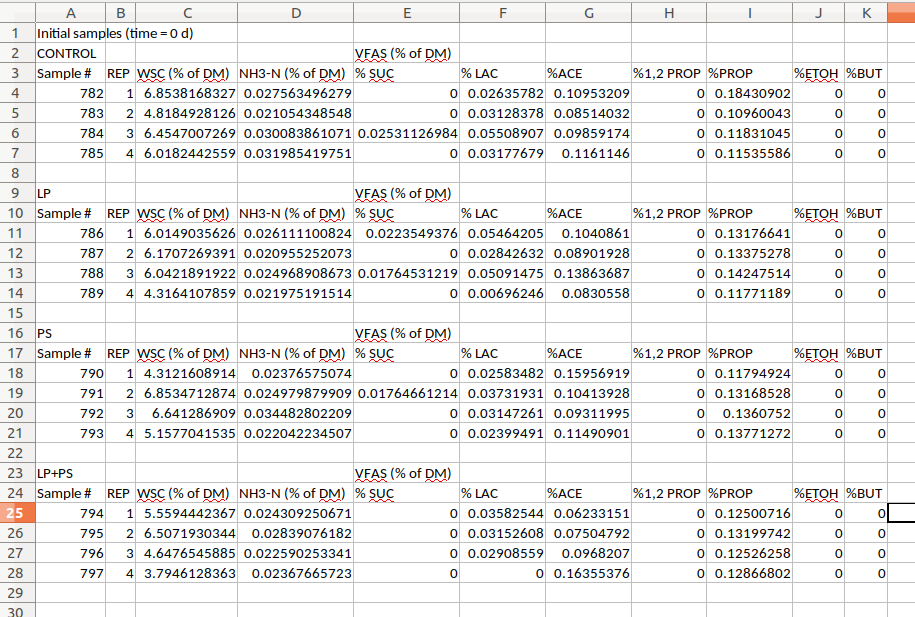 A B C D E F G H I J K
1 Initial samples (time = 0 d)
2 CONTROL VFAS (% of DM)
3 Sample # REP WSC (% of DM) NH3-N (% of DM) % SUC % LAC %ACE %1,2 PROP %PROP %ETOH %BUT
4 782 1 6.8538168327 0.027563496279 0 0.02635782 0.10953209 0 0.18430902 0 0
5 783 2 4.8184928126 0.021054348548 0 0.03128378 0.08514032 0 0.10960043 0 0
6 784 3 6.4547007269 0.030083861071 0.02531126984 0.05508907 0.09859174 0 0.11831045 0 0
7 785 4 6.0182442559 0.031985419751 0 0.03177679 0.1161146 0 0.11535586 0 0
8
9 LP VFAS (% of DM)
10 Sample # REP WSC (% of DM) NH3-N (% of DM) % SUC % LAC %ACE %1,2 PROP %PROP %ETOH %BUT
11 786 1 6.0149035626 0.026111100824 0.0223549376 0.05464205 0.1040861 0 0.13176641 0 0
12 787 2 6.1707269391 0.020955252073 0 0.02842632 0.08901928 0 0.13375278 0 0
13 788 3 6.0421891922 0.024968908673 0.01764531219 0.05091475 0.13863687 0 0.14247514 0 0
14 789 4 4.3164107859 0.021975191514 0 0.00696246 0.0830558 0 0.11771189 0 0
15
16 PS VFAS (% of DM)
17 Sample # REP WSC (% of DM) NH3-N (% of DM) % SUC % LAC %ACE %1,2 PROP %PROP %ETOH %BUT
18 790 1 4.3121608914 0.02376575074 0 0.02583482 0.15956919 0 0.11794924 0 0
19 791 2 6.8534712874 0.024979879909 0.01764661214 0.03731931 0.10413928 0 0.13168528 0 0
20 792 3 6.641286909 0.034482802209 0 0.03147261 0.09311995 0 0.1360752 0 0
21 793 4 5.1577041535 0.022042234507 0 0.02399491 0.11490901 0 0.13771272 0 0
22
23 LP+PS VFAS (% of DM)
24 Sample # REP WSC (% of DM) NH3-N (% of DM) % SUC % LAC %ACE %1,2 PROP %PROP %ETOH %BUT
25 794 1 5.5594442367 0.024309250671 0 0.03582544 0.06233151 0 0.12500716 0 0
26 795 2 6.5071930344 0.02839076182 0 0.03152608 0.07504792 0 0.13199742 0 0
27 796 3 4.6476545885 0.022590253341 0 0.02908559 0.0968207 0 0.12526258 0 0
28 797 4 3.7946128363 0.02367665723 0 0 0.16355376 0 0.12866802 0 0
29
30